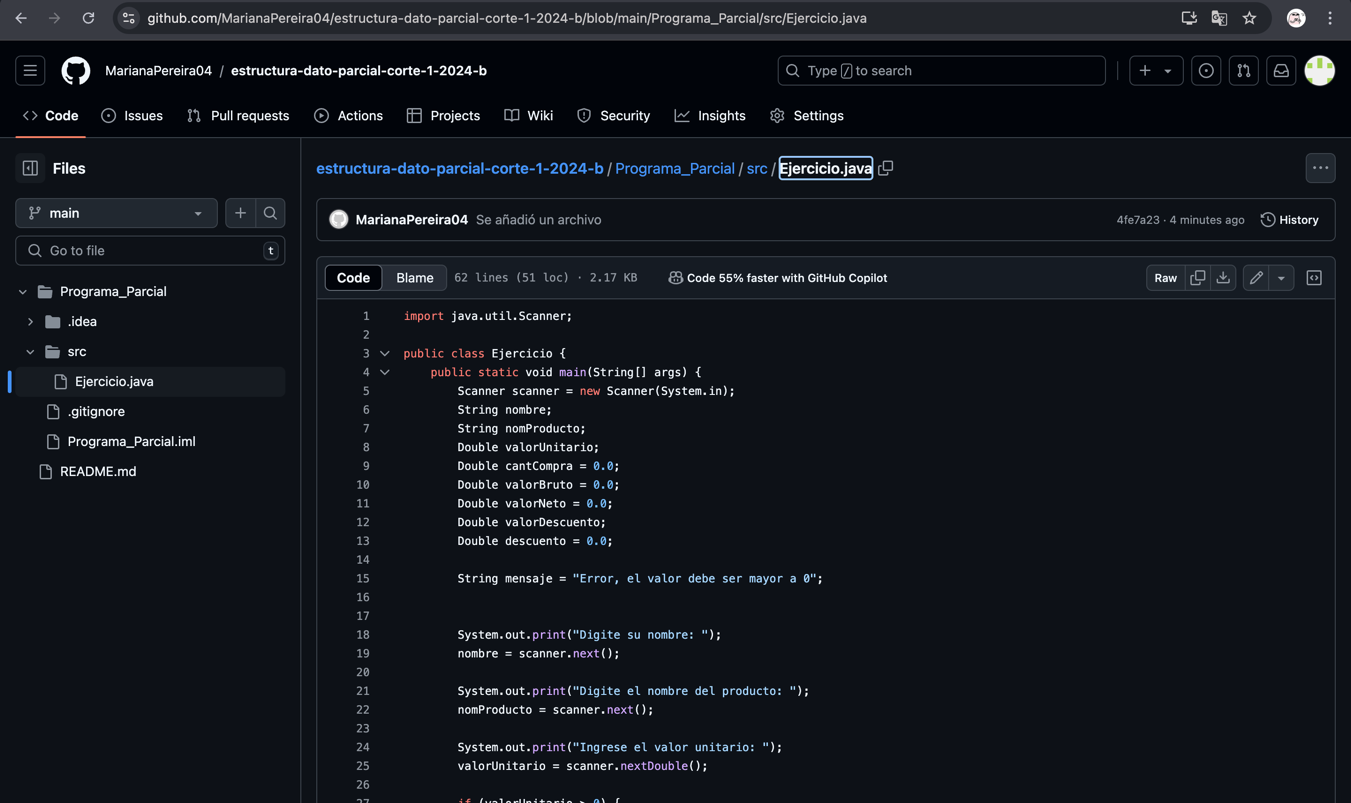 github.com/MarianaPereira04/estructura-dato-parcial-corte-1-2024-b/blob/main/Programa_Parcial/src/Ejercicio.java
MarianaPereira04 / estructura-dato-parcial-corte-1-2024-b
Type / to search
Code Issues Pull requests Actions Projects Wiki Security Insights Settings
Files
main
Go to file t
Programa_Parcial
.idea
src
Ejercicio.java
.gitignore
Programa_Parcial.iml
README.md
estructura-dato-parcial-corte-1-2024-b / Programa_Parcial / src / Ejercicio.java
MarianaPereira04 Se añadió un archivo 4fe7a23 · 4 minutes ago History
Code Blame 62 lines (51 loc) · 2.17 KB Code 55% faster with GitHub Copilot Raw
1 import java.util.Scanner;
2
3 public class Ejercicio {
4 public static void main(String[] args) {
5 Scanner scanner = new Scanner(System.in);
6 String nombre;
7 String nomProducto;
8 Double valorUnitario;
9 Double cantCompra = 0.0;
10 Double valorBruto = 0.0;
11 Double valorNeto = 0.0;
12 Double valorDescuento;
13 Double descuento = 0.0;
14
15 String mensaje = "Error, el valor debe ser mayor a 0";
16
17
18 System.out.print("Digite su nombre: ");
19 nombre = scanner.next();
20
21 System.out.print("Digite el nombre del producto: ");
22 nomProducto = scanner.next();
23
24 System.out.print("Ingrese el valor unitario: ");
25 valorUnitario = scanner.nextDouble();
26
27 if (valorUnitario > 0) {